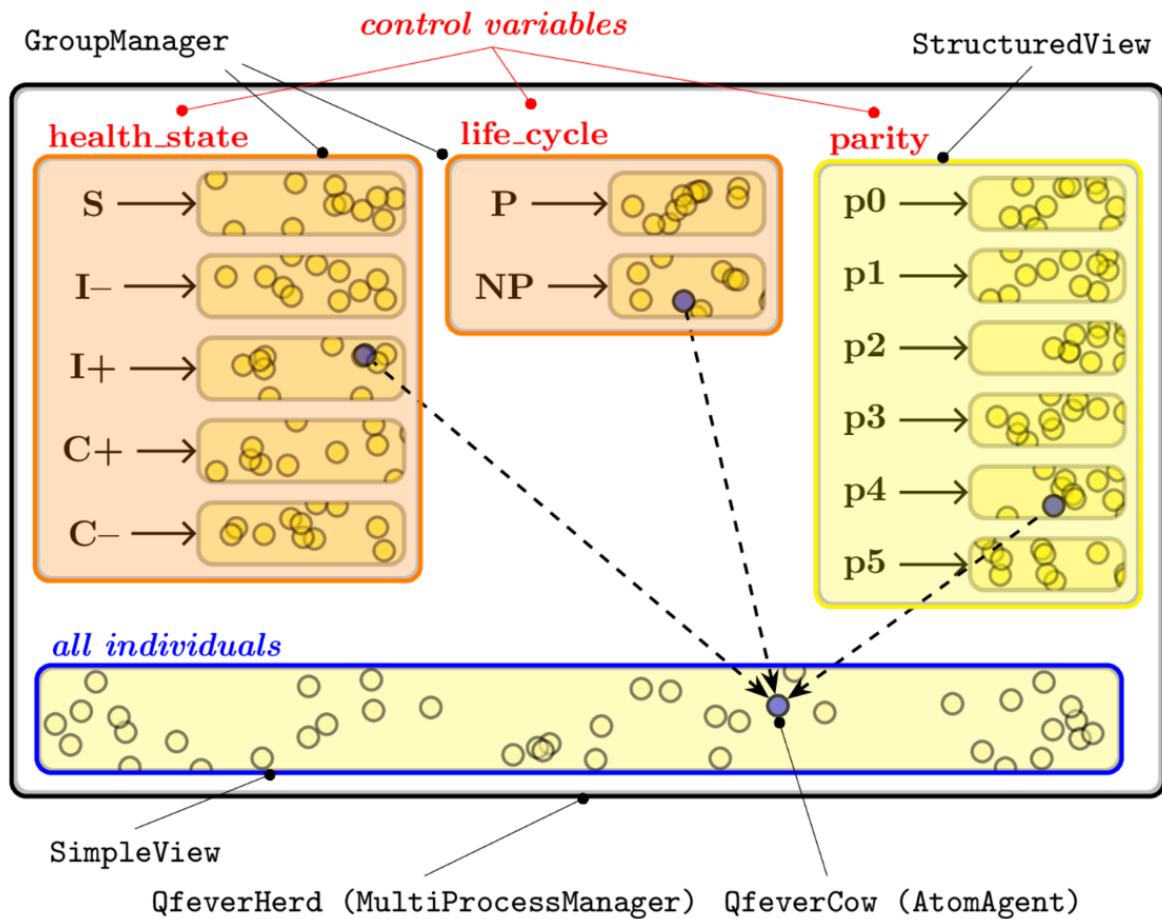 control variables
GroupManager
StructuredView
health_state
life_cycle
parity
S
I–
I+
C+
C–
P
NP
p0
p1
p2
p3
p4
p5
all individuals
SimpleView
QfeverHerd (MultiProcessManager)
QfeverCow (AtomAgent)